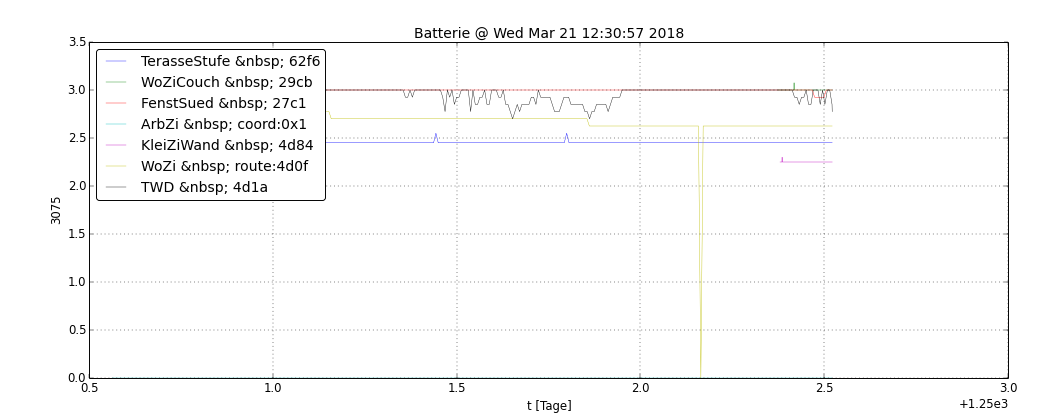 Batterie @ Wed Mar 21 12:30:57 2018
3.5
3.0
2.5
2.0
1.5
1.0
0.5
0.0
3075
TerasseStufe &nbsp; 62f6
WoZiCouch &nbsp; 29cb
FenstSued &nbsp; 27c1
ArbZi &nbsp; coord:0x1
KleiZiWand &nbsp; 4d84
WoZi &nbsp; route:4d0f
TWD &nbsp; 4d1a
0.5 1.0 1.5 2.0 2.5 3.0
t [Tage]
+1.25e3